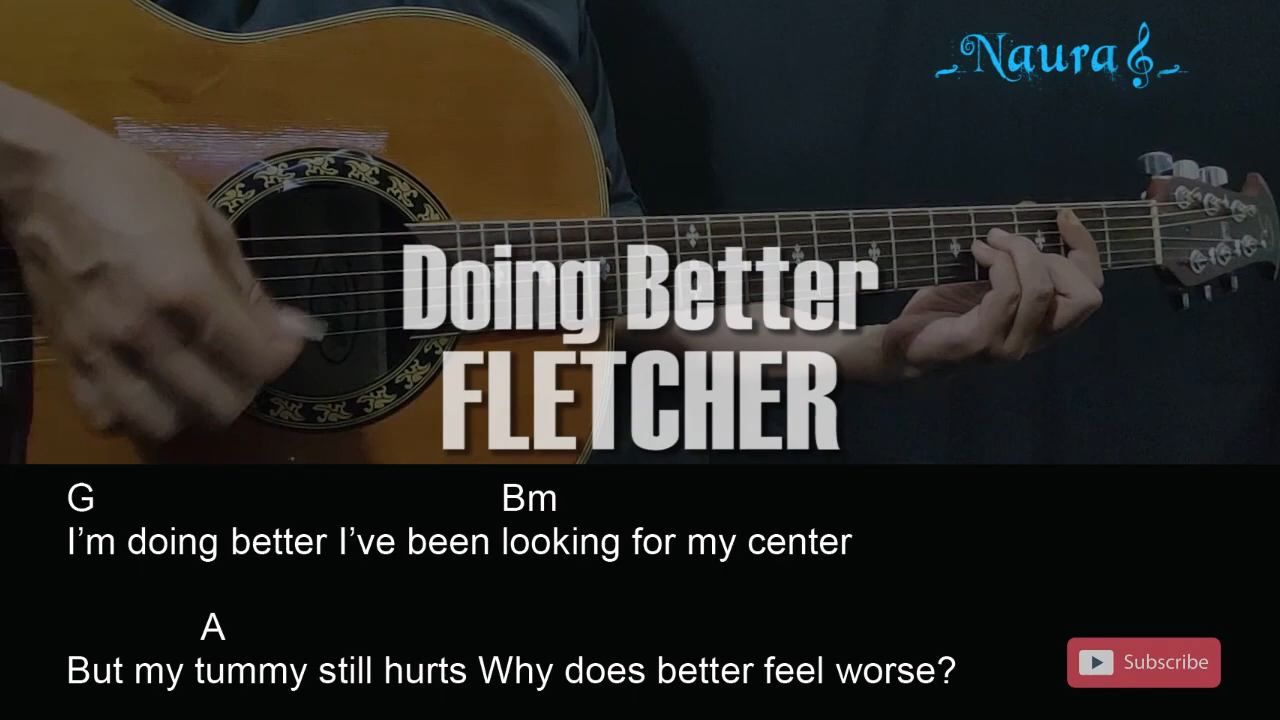 Naura
Doing Better
FLETCHER
G Bm
I’m doing better I’ve been looking for my center
A
But my tummy still hurts Why does better feel worse?
Subscribe